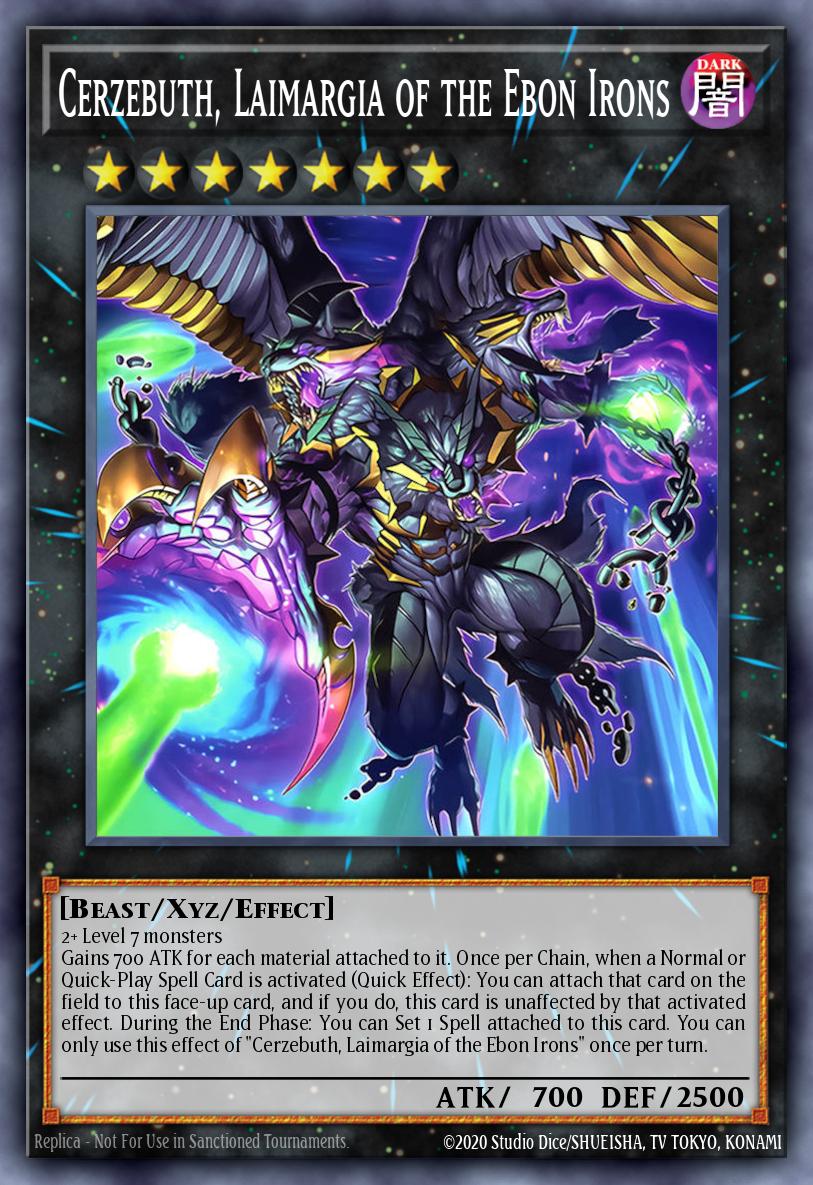 Cerzebuth, Laimargia of the Ebon Irons
DARK
闇
[Beast/Xyz/Effect]
2+ Level 7 monsters
Gains 700 ATK for each material attached to it. Once per Chain, when a Normal or
Quick-Play Spell Card is activated (Quick Effect): You can attach that card on the
field to this face-up card, and if you do, this card is unaffected by that activated
effect. During the End Phase: You can Set 1 Spell attached to this card. You can
only use this effect of "Cerzebuth, Laimargia of the Ebon Irons" once per turn.
ATK/ 700 DEF/2500
Replica - Not For Use in Sanctioned Tournaments.
©2020 Studio Dice/SHUEISHA, TV TOKYO, KONAMI